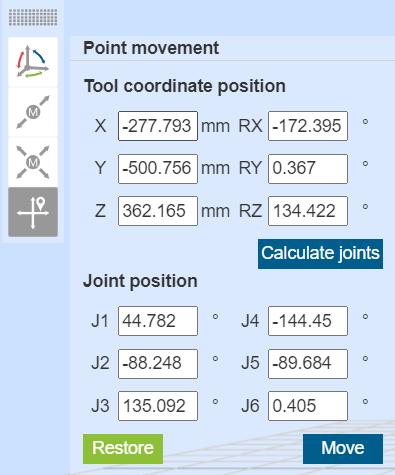 Point movement
Tool coordinate position
X -277.793 mm RX -172.395 °
Y -500.756 mm RY 0.367 °
Z 362.165 mm RZ 134.422 °
Calculate joints
Joint position
J1 44.782 ° J4 -144.45 °
J2 -88.248 ° J5 -89.684 °
J3 135.092 ° J6 0.405 °
Restore Move
M
M